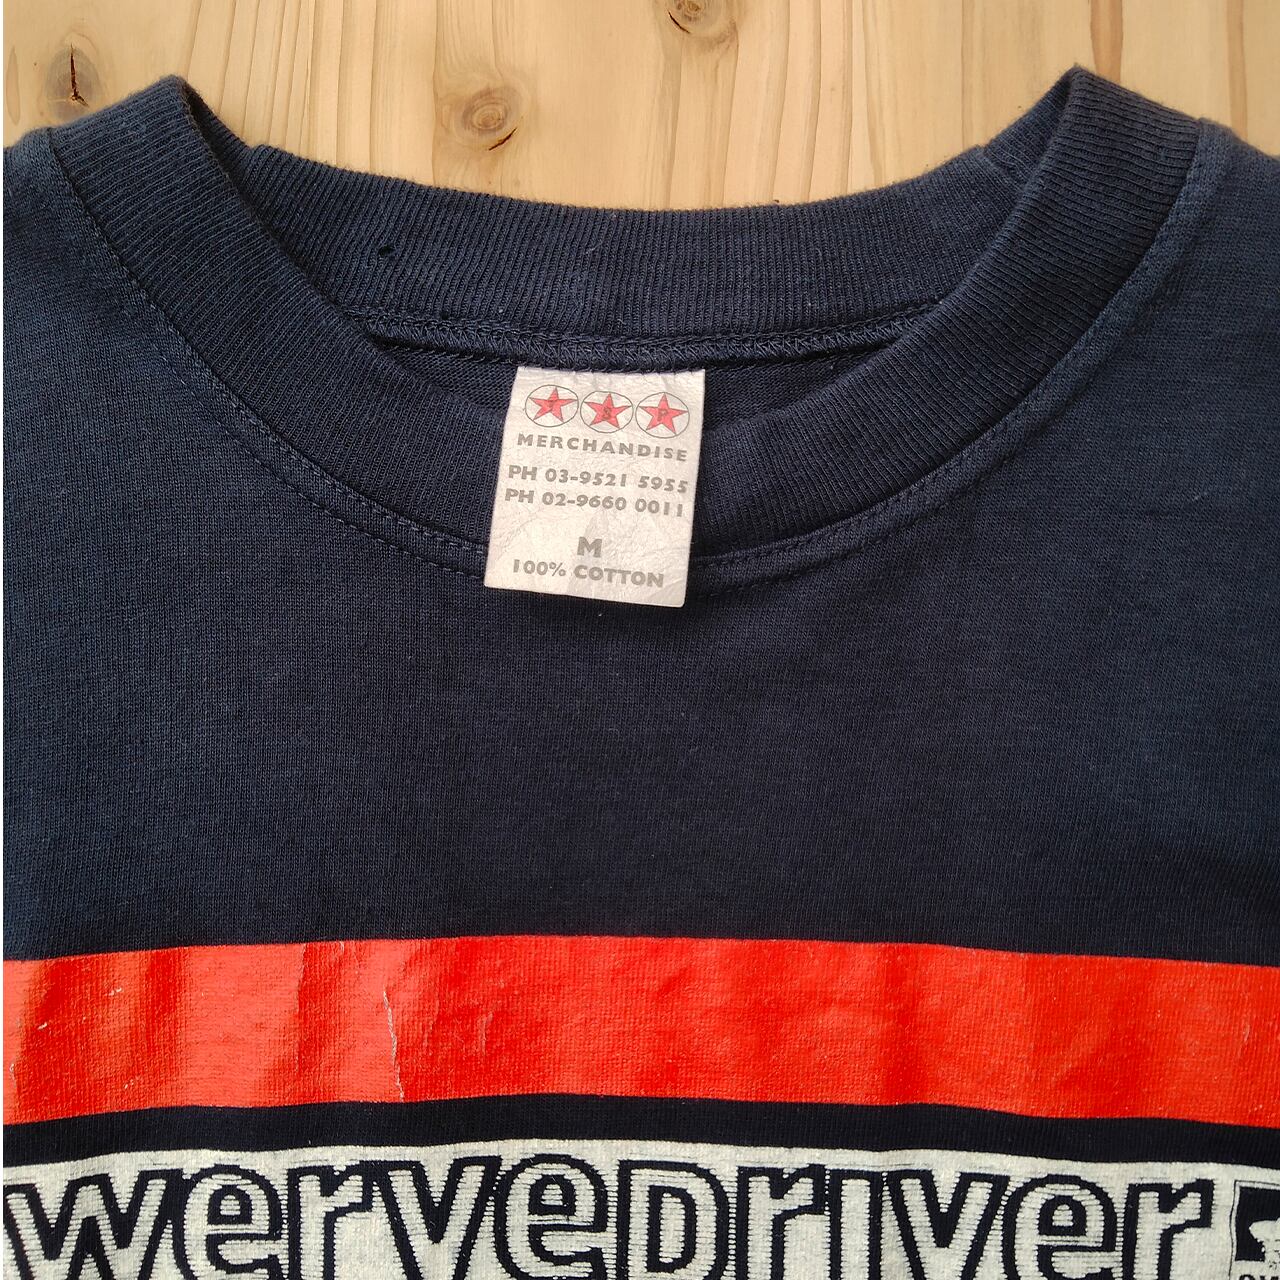 T S P
MERCHANDISE
PH 03-9521 5955
PH 02-9660 0011
M
100% COTTON
werveDriver